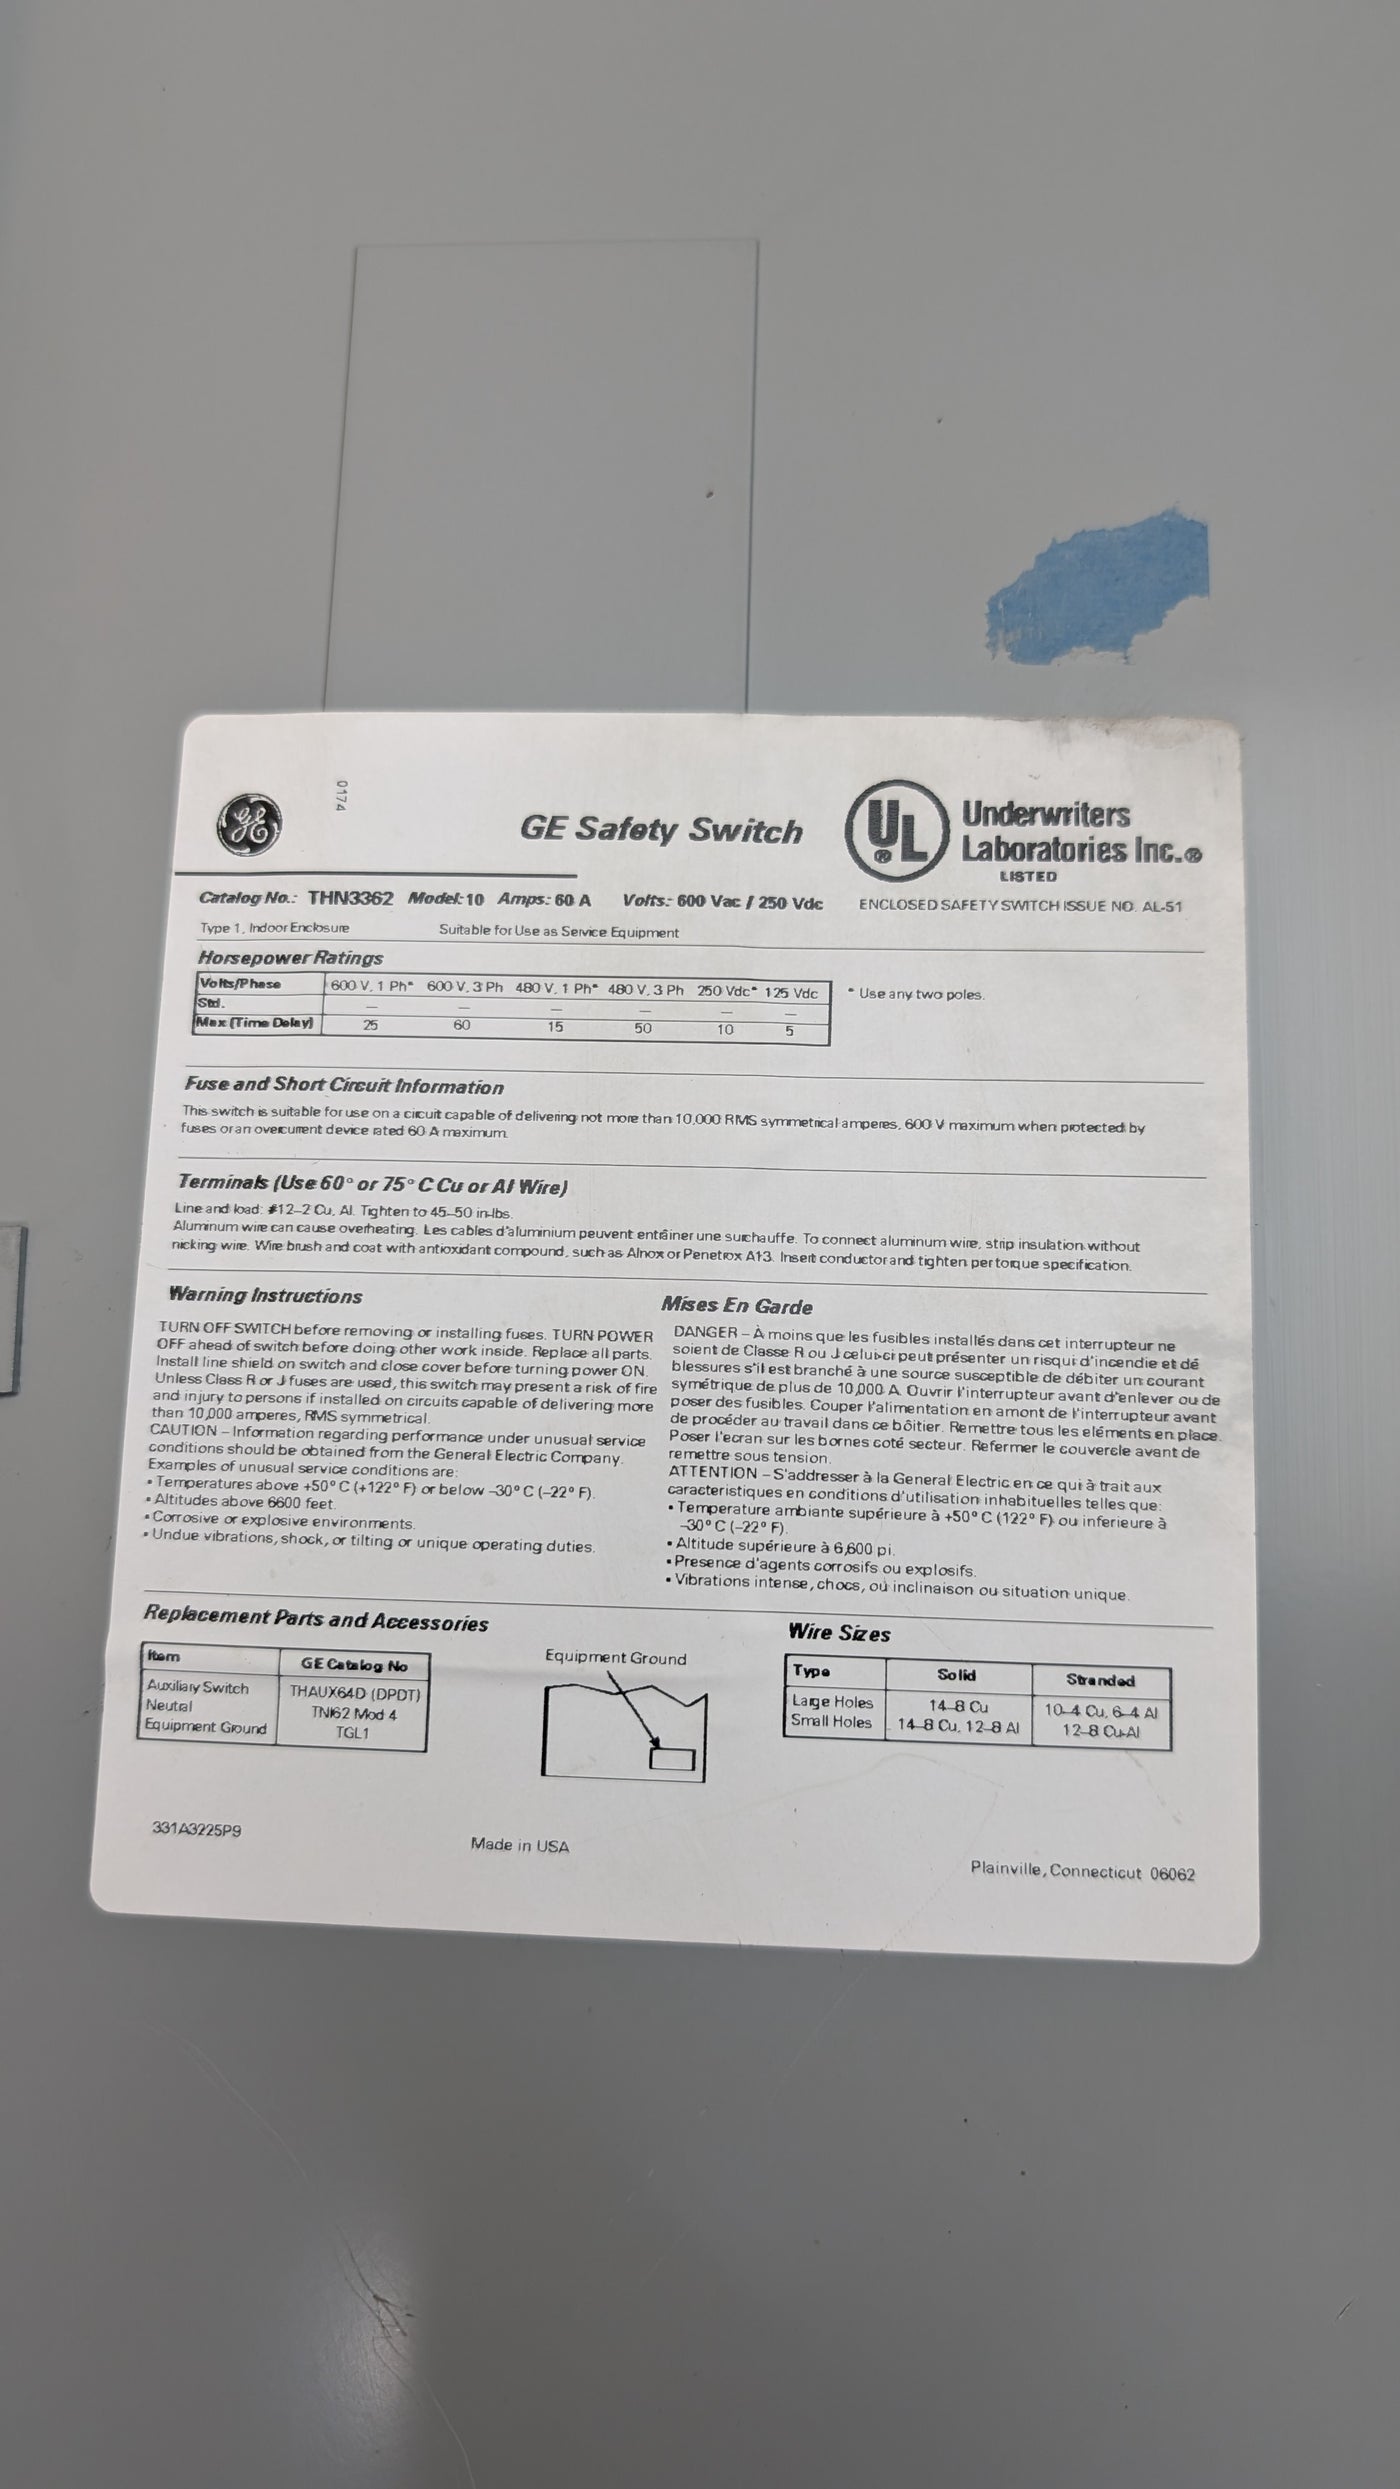 GE
0174
GE Safety Switch
UL ® Underwriters
Laboratories Inc.®
LISTED
Catalog No.: THN3362 Model: 10 Amps: 60 A Volts: 600 Vac / 250 Vdc
ENCLOSED SAFETY SWITCH ISSUE NO. AL-51
Type 1, Indoor Enclosure Suitable for Use as Service Equipment
Horsepower Ratings
Volts/Phase 600 V, 1 Ph* 600 V, 3 Ph 480 V, 1 Ph* 480 V, 3 Ph 250 Vdc* 125 Vdc
Std. — — — — — —
Max (Time Delay) 25 60 15 50 10 5
* Use any two poles.
Fuse and Short Circuit Information
This switch is suitable for use on a circuit capable of delivering not more than 10,000 RMS symmetrical amperes, 600 V maximum when protected by
fuses or an overcurrent device rated 60 A maximum.
Terminals (Use 60° or 75° C Cu or Al Wire)
Line and load: #12–2 Cu, Al. Tighten to 45–50 in-lbs.
Aluminum wire can cause overheating. Les cables d'aluminium peuvent entrâiner une surchauffe. To connect aluminum wire, strip insulation without
nicking wire. Wire brush and coat with antioxidant compound, such as Alnox or Penetrox A13. Insert conductor and tighten per torque specification.
Warning Instructions
TURN OFF SWITCH before removing or installing fuses. TURN POWER
OFF ahead of switch before doing other work inside. Replace all parts.
Install line shield on switch and close cover before turning power ON.
Unless Class R or J fuses are used, this switch may present a risk of fire
and injury to persons if installed on circuits capable of delivering more
than 10,000 amperes, RMS symmetrical.
CAUTION – Information regarding performance under unusual service
conditions should be obtained from the General Electric Company.
Examples of unusual service conditions are:
• Temperatures above +50° C (+122° F) or below –30° C (–22° F).
• Altitudes above 6600 feet.
• Corrosive or explosive environments.
• Undue vibrations, shock, or tilting or unique operating duties.
Mises En Garde
DANGER – À moins que les fusibles installés dans cet interrupteur ne
soient de Classe R ou J celui-ci peut présenter un risqui d'incendie et dé
blessures s'il est branché à une source susceptible de débiter un courant
symétrique de plus de 10,000 A. Ouvrir l'interrupteur avant d'enlever ou de
poser des fusibles. Couper l'alimentation en amont de l'interrupteur avant
de procéder au travail dans ce bôitier. Remettre tous les eléments en place.
Poser l'ecran sur les bornes coté secteur. Refermer le couvercle avant de
remettre sous tension.
ATTENTION – S'addresser à la General Electric en ce qui à trait aux
caracteristiques en conditions d'utilisation inhabituelles telles que:
• Temperature ambiante supérieure à +50° C (122° F) ou inferieure à
–30° C (–22° F).
• Altitude supérieure à 6,600 pi.
• Presence d'agents corrosifs ou explosifs.
• Vibrations intense, chocs, où inclinaison ou situation unique.
Replacement Parts and Accessories
Item GE Catalog No
Auxiliary Switch THAUX64D (DPDT)
Neutral TNI62 Mod 4
Equipment Ground TGL1
Equipment Ground
Wire Sizes
Type Solid Stranded
Large Holes 14–8 Cu 10–4 Cu, 6–4 Al
Small Holes 14–8 Cu, 12–8 Al 12–8 Cu-Al
331A3225P9
Made in USA
Plainville, Connecticut 06062